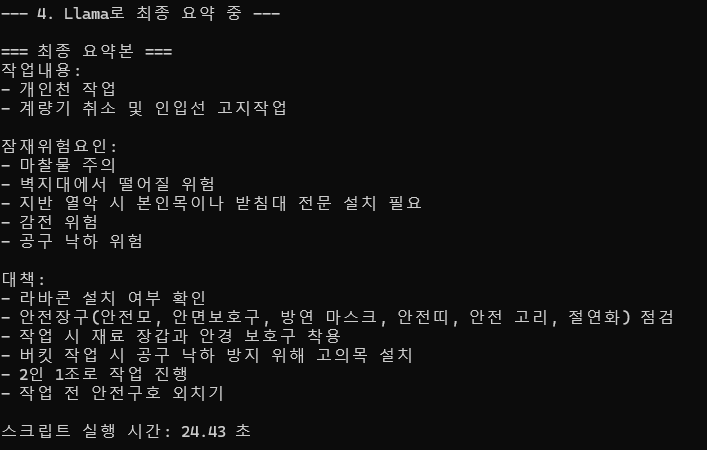 --- 4. Llama로 최종 요약 중 ---
=== 최종 요약본 ===
작업내용:
- 개인천 작업
- 계량기 취소 및 인입선 고지작업
잠재위험요인:
- 마찰물 주의
- 벽지대에서 떨어질 위험
- 지반 열악 시 본인목이나 받침대 전문 설치 필요
- 감전 위험
- 공구 낙하 위험
대책:
- 라바콘 설치 여부 확인
- 안전장구(안전모, 안면보호구, 방연 마스크, 안전띠, 안전 고리, 절연화) 점검
- 작업 시 재료 장갑과 안경 보호구 착용
- 버킷 작업 시 공구 낙하 방지 위해 고의목 설치
- 2인 1조로 작업 진행
- 작업 전 안전구호 외치기
스크립트 실행 시간: 24.43 초